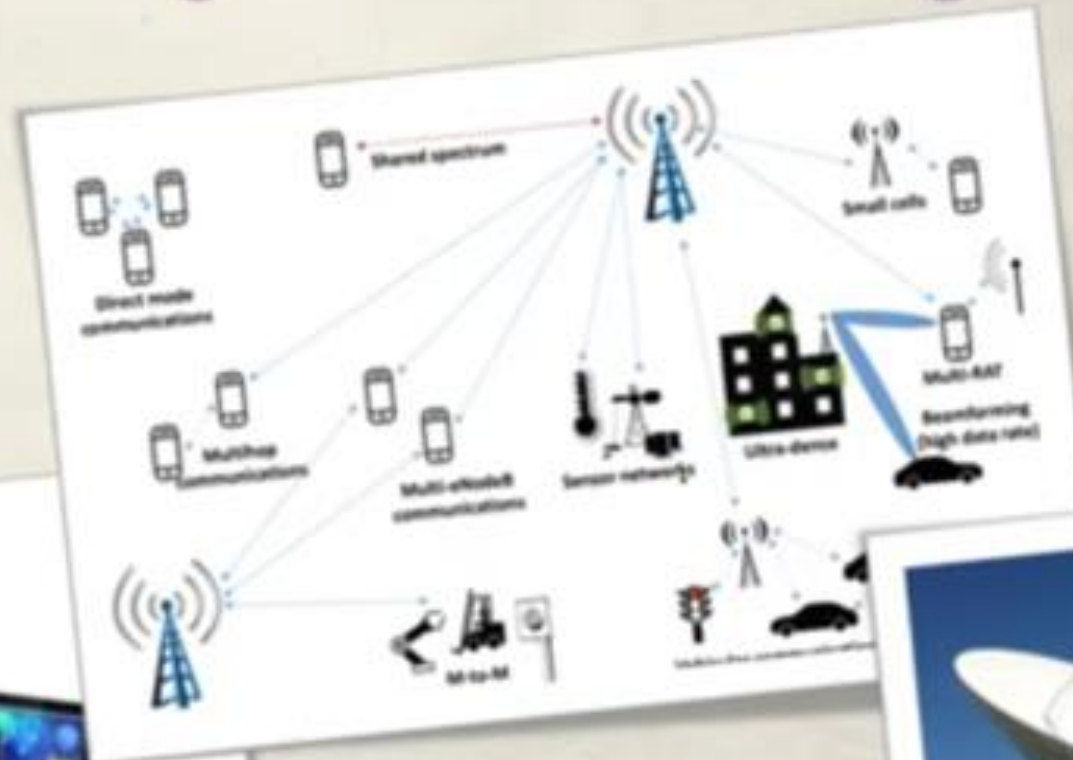 Shared spectrum
Small cells
Direct mode
communications
Multi-RAT
Beamforming
(high data rate)
Ultra-dense
Multihop
communications
Multi-eNodeB
communications
Sensor networks
M-to-M